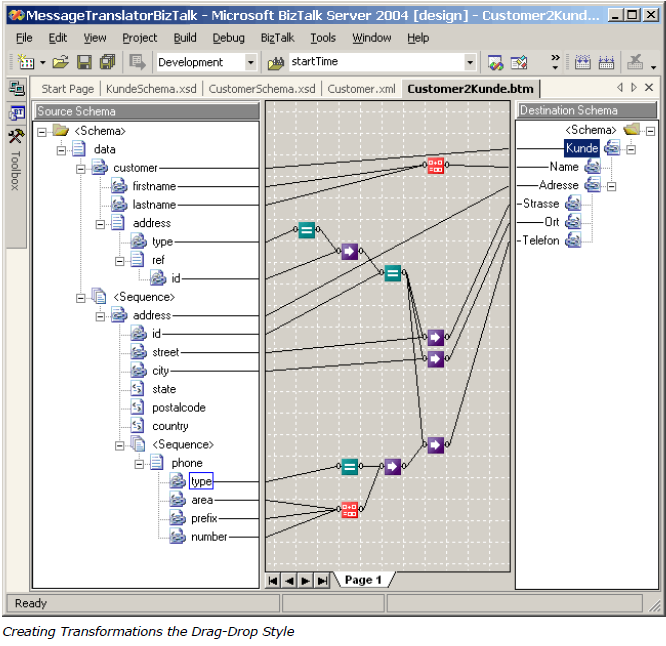 MessageTranslatorBizTalk - Microsoft BizTalk Server 2004 [design] - Customer2Kund...
File Edit View Project Build Debug BizTalk Tools Window Help
Development startTime
Start Page KundeSchema.xsd CustomerSchema.xsd Customer.xml Customer2Kunde.btm
Toolbox
Source Schema
<Schema>
data
customer
firstname
lastname
address
type
ref
id
<Sequence>
address
id
street
city
state
postalcode
country
<Sequence>
phone
type
area
prefix
number
Destination Schema
<Schema>
Kunde
Name
Adresse
Strasse
Ort
Telefon
Page 1
Ready
Creating Transformations the Drag-Drop Style